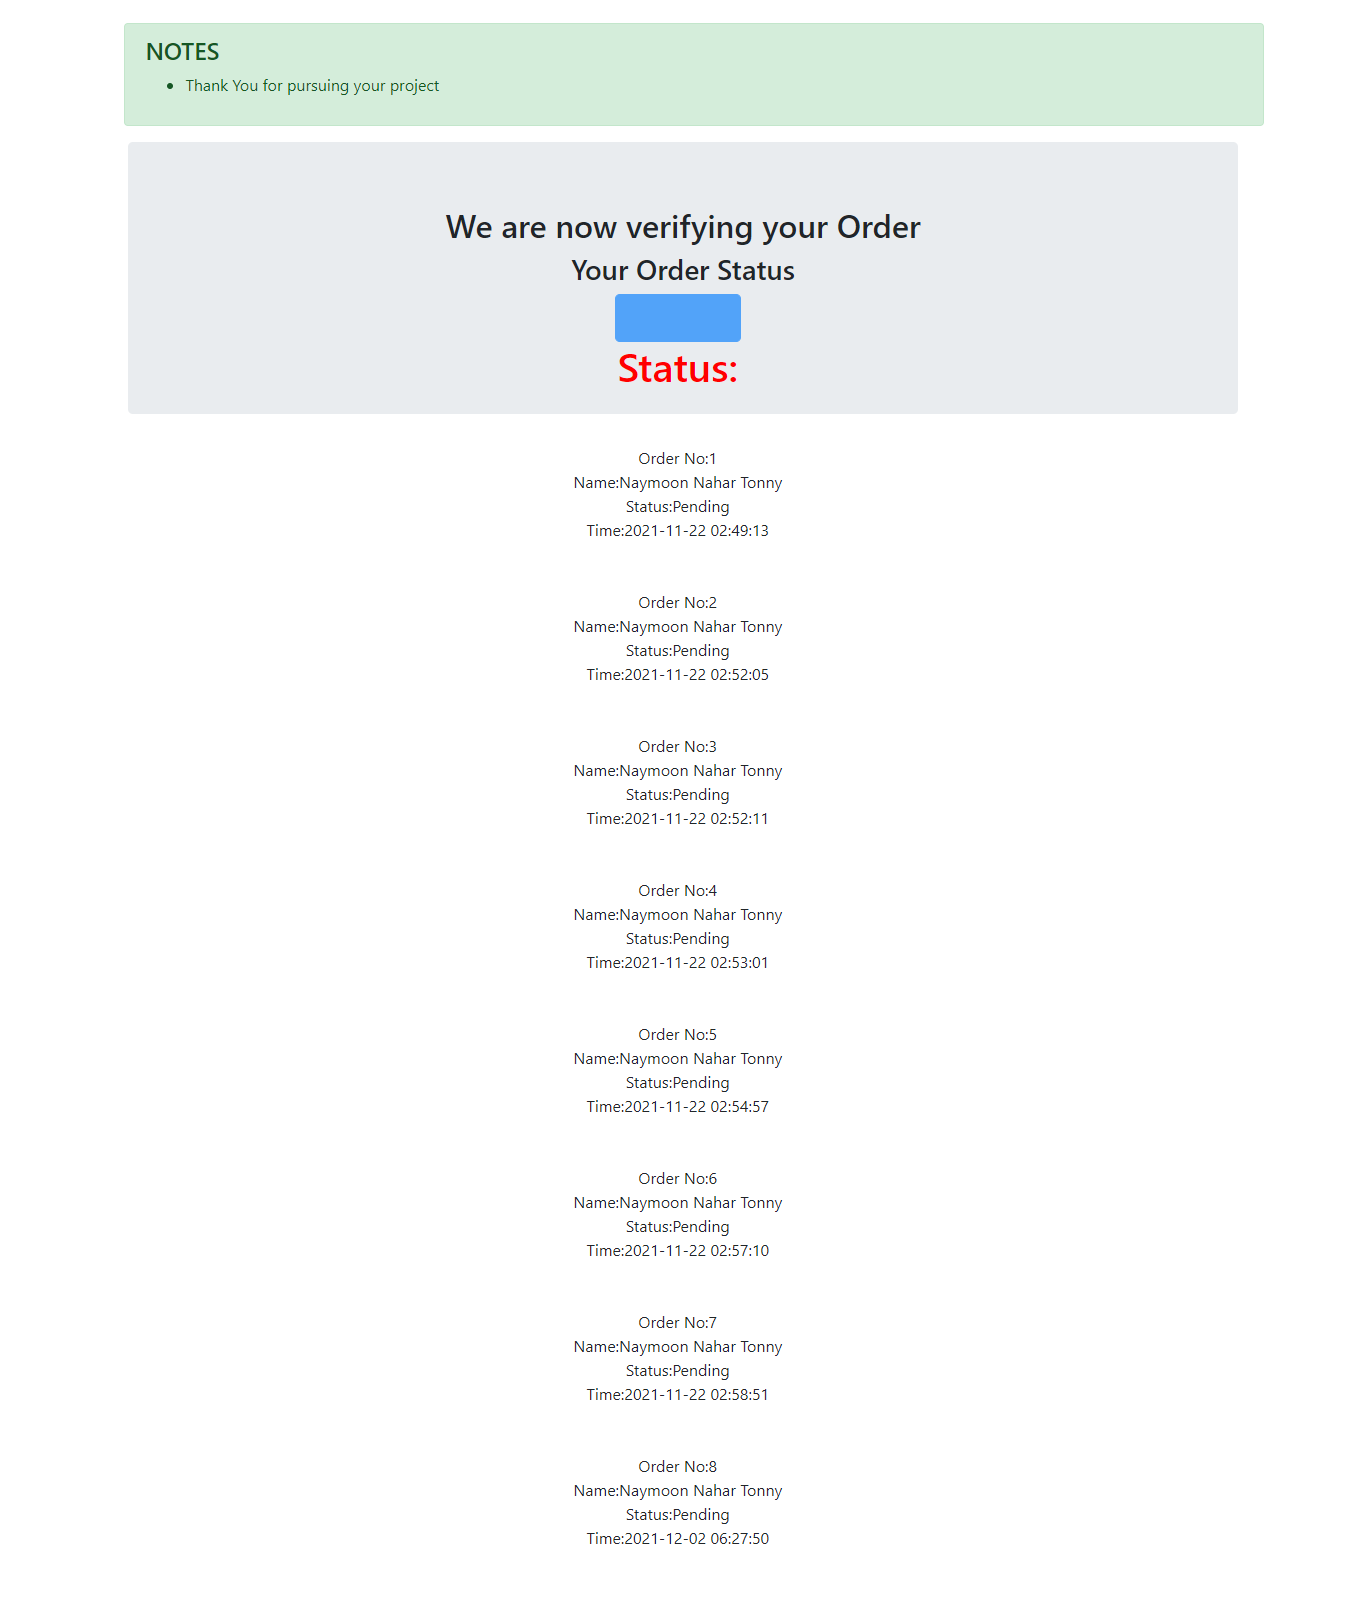 NOTES
Thank You for pursuing your project
We are now verifying your Order
Your Order Status
Status:
Order No:1
Name:Naymoon Nahar Tonny
Status:Pending
Time:2021-11-22 02:49:13
Order No:2
Name:Naymoon Nahar Tonny
Status:Pending
Time:2021-11-22 02:52:05
Order No:3
Name:Naymoon Nahar Tonny
Status:Pending
Time:2021-11-22 02:52:11
Order No:4
Name:Naymoon Nahar Tonny
Status:Pending
Time:2021-11-22 02:53:01
Order No:5
Name:Naymoon Nahar Tonny
Status:Pending
Time:2021-11-22 02:54:57
Order No:6
Name:Naymoon Nahar Tonny
Status:Pending
Time:2021-11-22 02:57:10
Order No:7
Name:Naymoon Nahar Tonny
Status:Pending
Time:2021-11-22 02:58:51
Order No:8
Name:Naymoon Nahar Tonny
Status:Pending
Time:2021-12-02 06:27:50